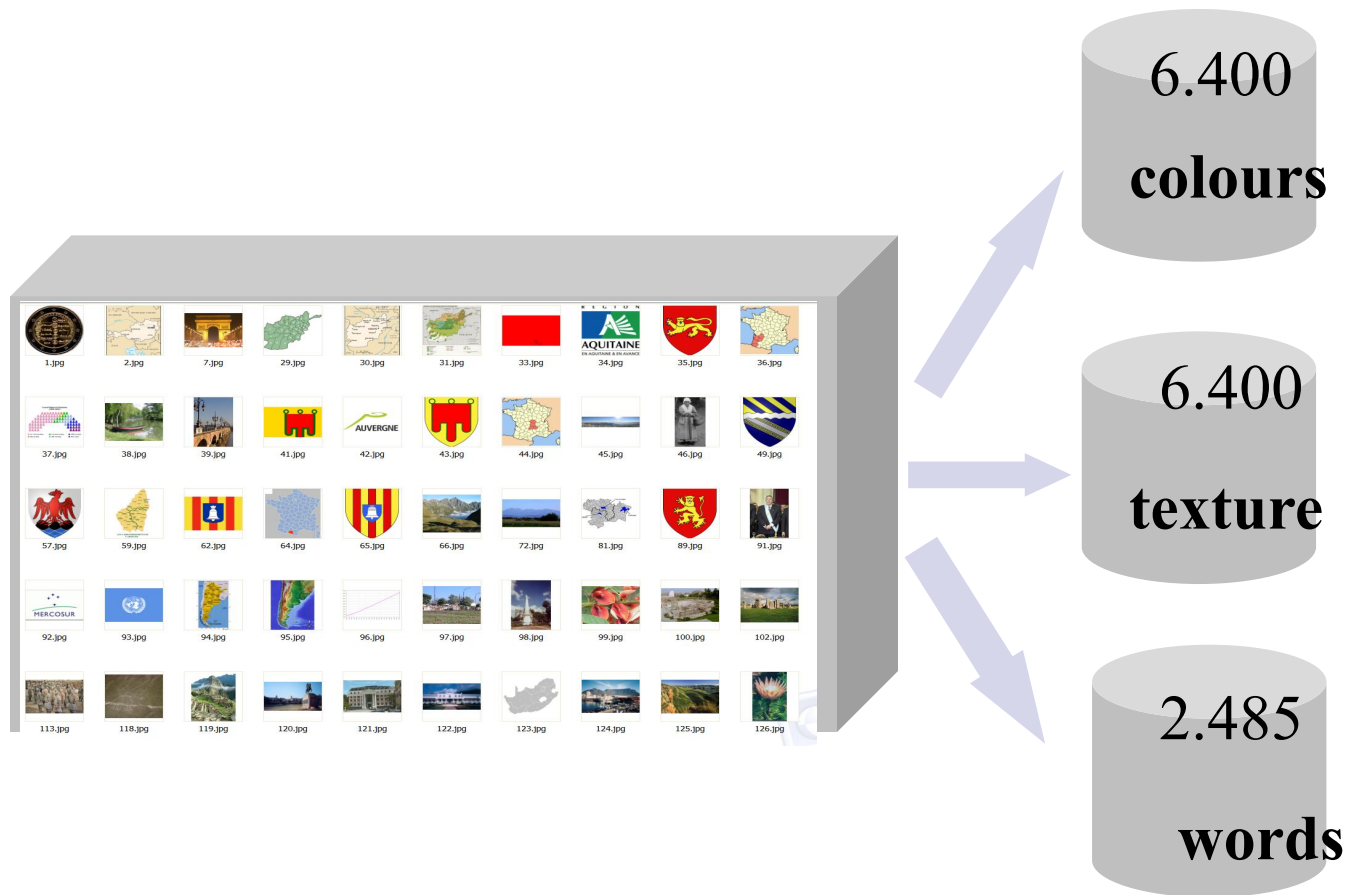 6.400
colours
REGION
AQUITAINE
EN AQUITAINE & EN AVANCE
1.jpg 2.jpg 7.jpg 29.jpg 30.jpg 31.jpg 33.jpg 34.jpg 35.jpg 36.jpg
AUVERGNE
37.jpg 38.jpg 39.jpg 41.jpg 42.jpg 43.jpg 44.jpg 45.jpg 46.jpg 49.jpg
6.400
texture
57.jpg 59.jpg 62.jpg 64.jpg 65.jpg 66.jpg 72.jpg 81.jpg 89.jpg 91.jpg
MERCOSUR
92.jpg 93.jpg 94.jpg 95.jpg 96.jpg 97.jpg 98.jpg 99.jpg 100.jpg 102.jpg
113.jpg 118.jpg 119.jpg 120.jpg 121.jpg 122.jpg 123.jpg 124.jpg 125.jpg 126.jpg
2.485
words